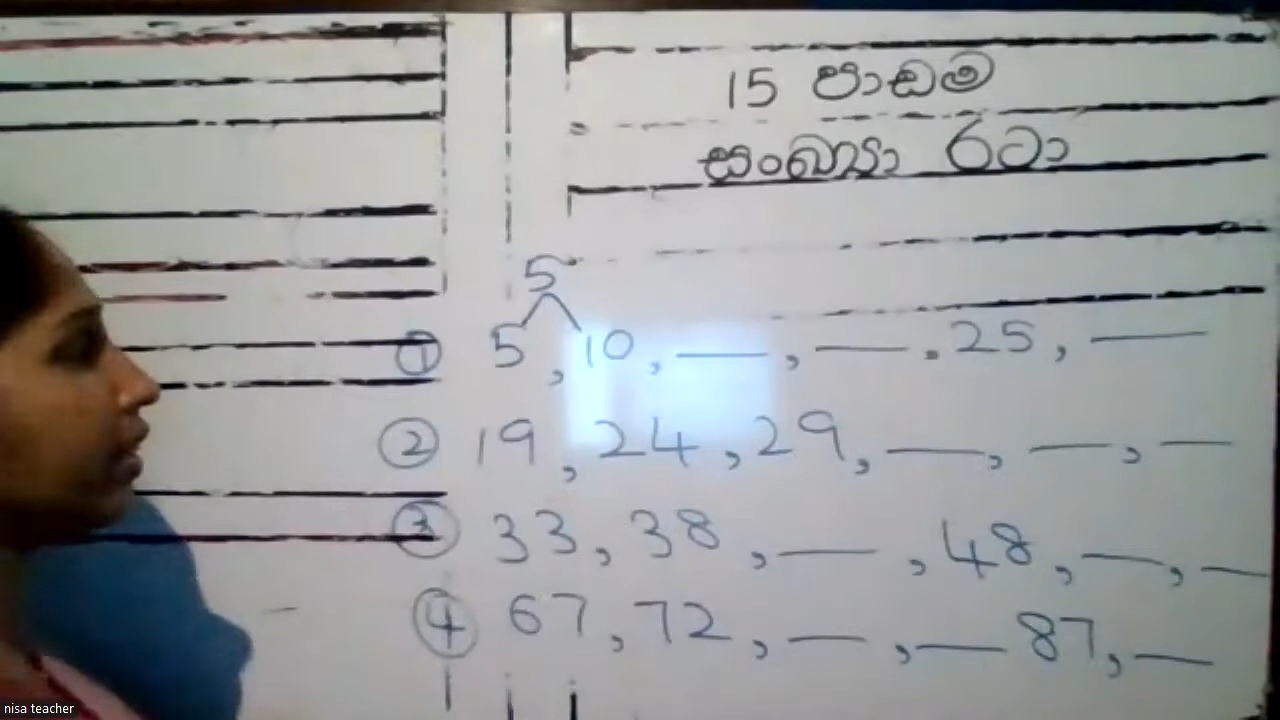 15 පාඩම
සංඛ්‍යා රටා
5
① 5, 10, ___, ___, 25, ___
② 19, 24, 29, ___, ___, ___
③ 33, 38, ___, 48, ___, ___
④ 67, 72, ___, ___ 87, ___
nisa teacher